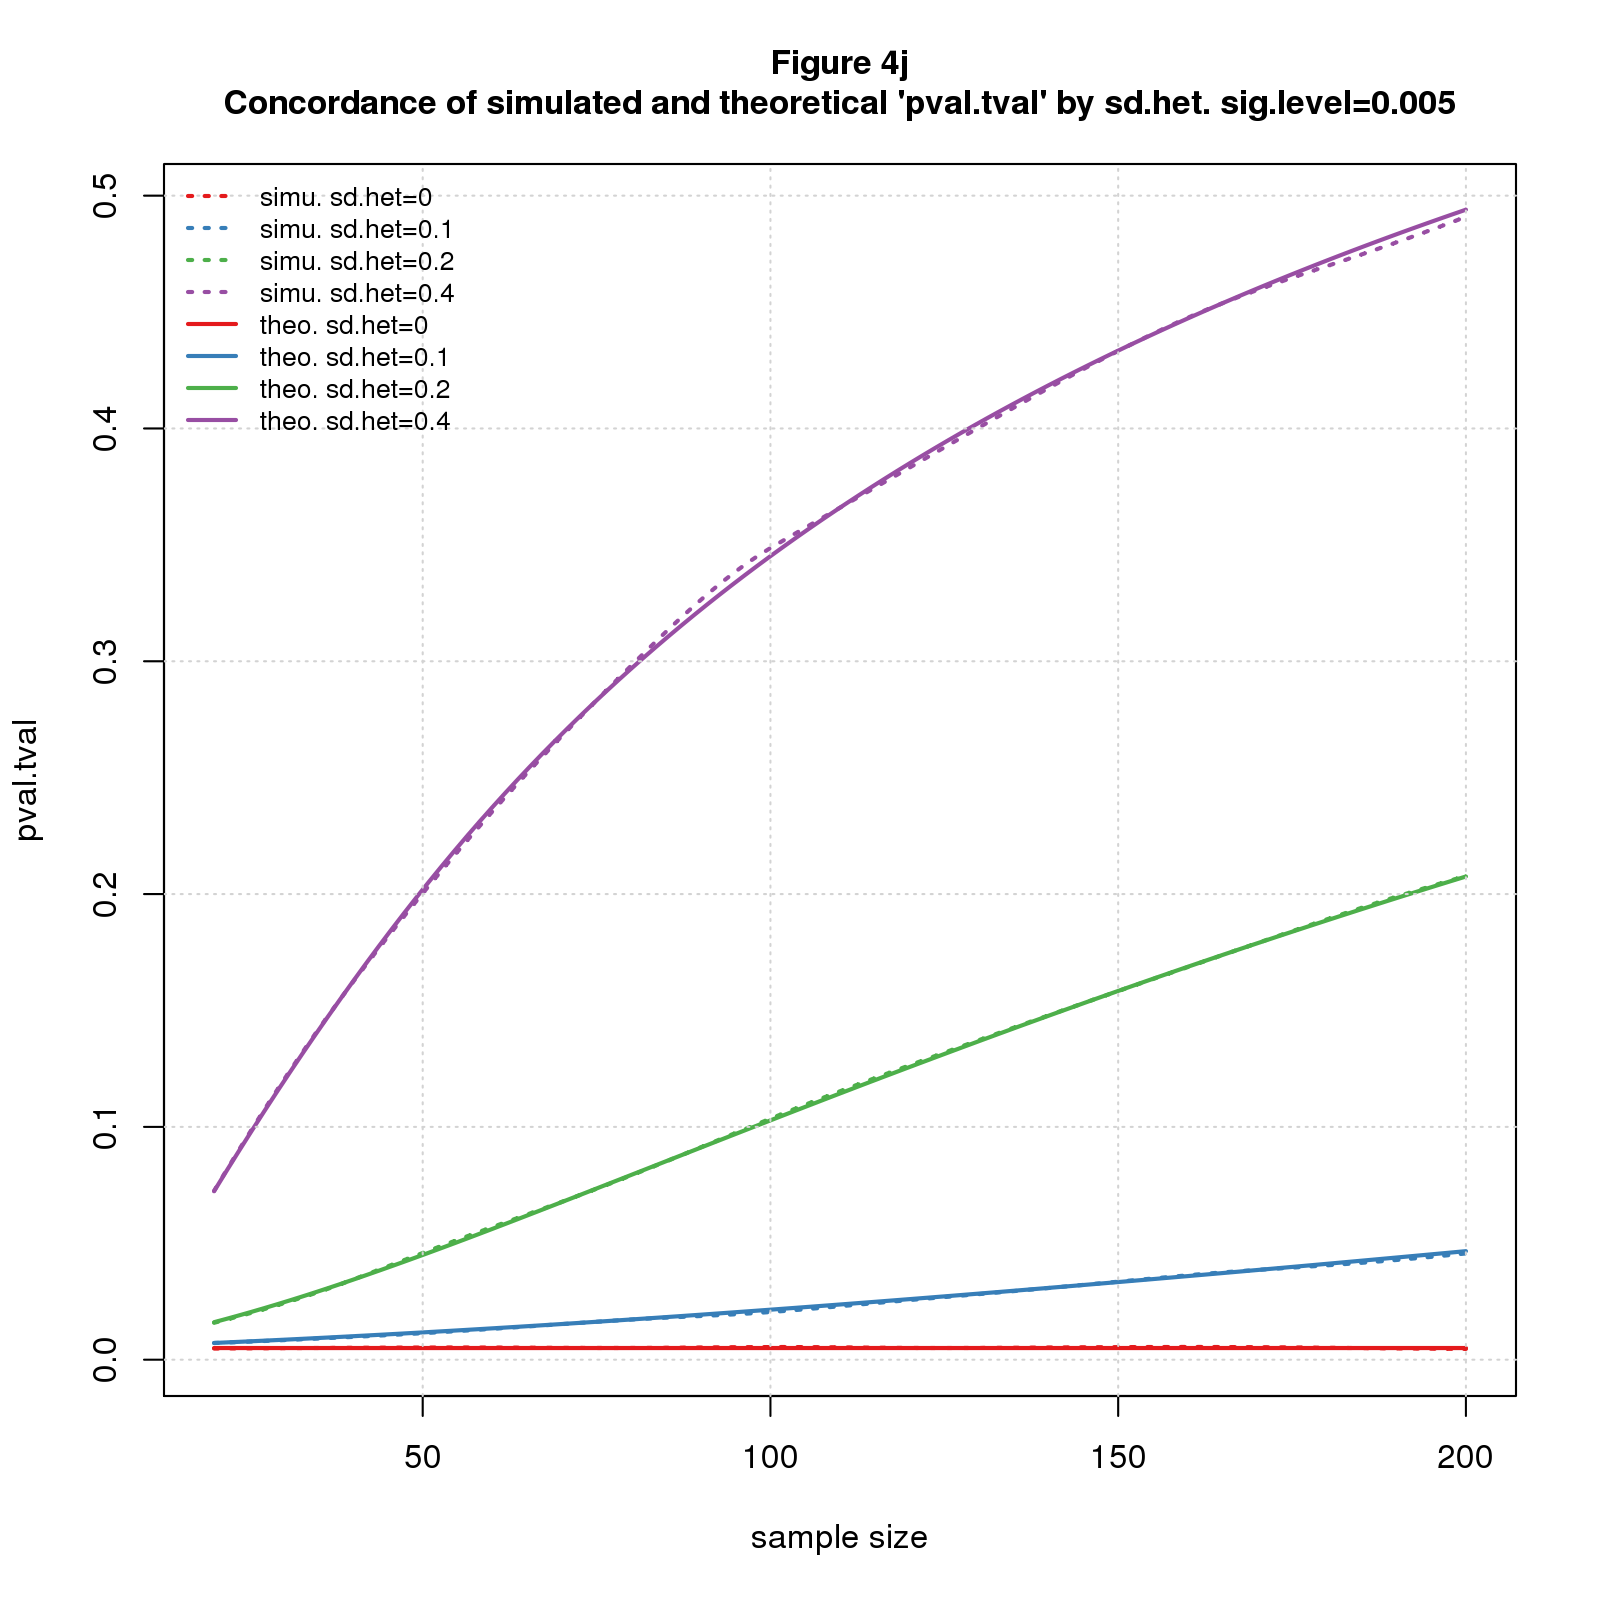 Figure 4j
Concordance of simulated and theoretical 'pval.tval' by sd.het. sig.level=0.005
simu. sd.het=0
simu. sd.het=0.1
simu. sd.het=0.2
simu. sd.het=0.4
theo. sd.het=0
theo. sd.het=0.1
theo. sd.het=0.2
theo. sd.het=0.4
0.5
0.4
0.3
0.2
0.1
0.0
pval.tval
50
100
150
200
sample size